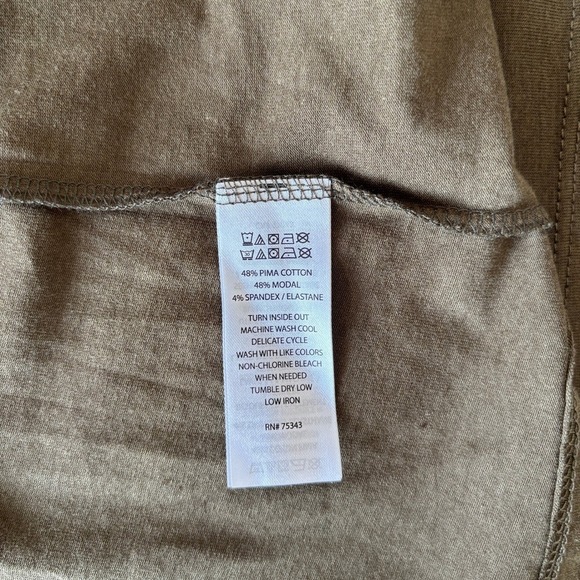 48% PIMA COTTON
48% MODAL
4% SPANDEX / ELASTANE
TURN INSIDE OUT
MACHINE WASH COOL
DELICATE CYCLE
WASH WITH LIKE COLORS
NON-CHLORINE BLEACH
WHEN NEEDED
TUMBLE DRY LOW
LOW IRON
RN# 75343